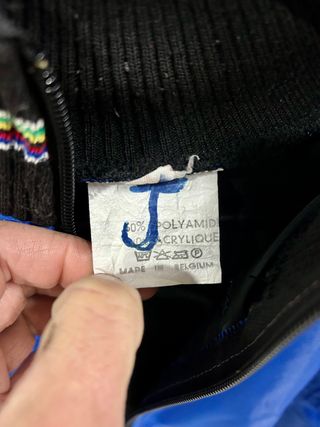 J
POLYAMID
ACRYLIQUE
MADE IN BELGIUM